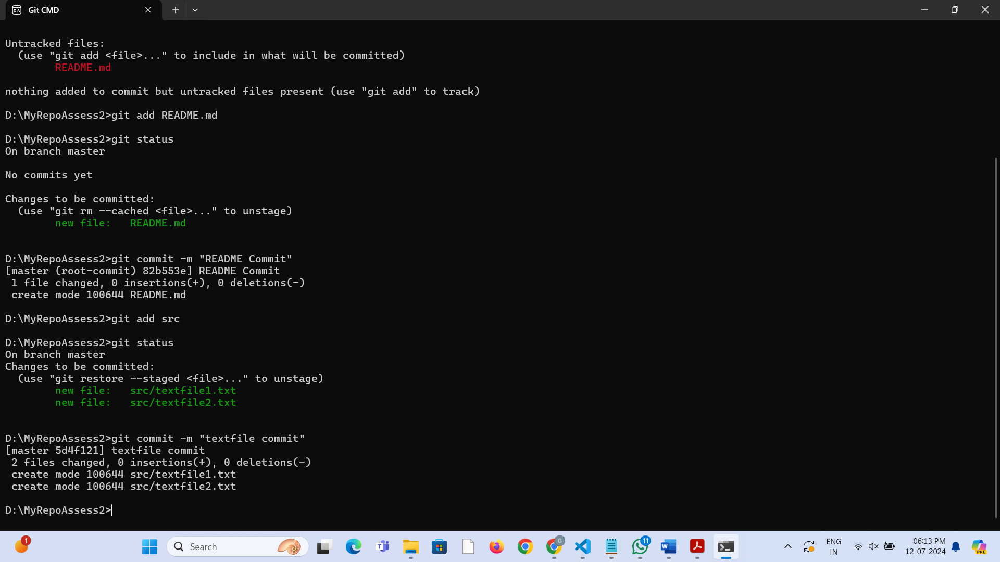 Git CMD
Untracked files:
  (use "git add <file>..." to include in what will be committed)
        README.md
nothing added to commit but untracked files present (use "git add" to track)
D:\MyRepoAssess2>git add README.md
D:\MyRepoAssess2>git status
On branch master
No commits yet
Changes to be committed:
  (use "git rm --cached <file>..." to unstage)
        new file:   README.md
D:\MyRepoAssess2>git commit -m "README Commit"
[master (root-commit) 82b553e] README Commit
 1 file changed, 0 insertions(+), 0 deletions(-)
 create mode 100644 README.md
D:\MyRepoAssess2>git add src
D:\MyRepoAssess2>git status
On branch master
Changes to be committed:
  (use "git restore --staged <file>..." to unstage)
        new file:   src/textfile1.txt
        new file:   src/textfile2.txt
D:\MyRepoAssess2>git commit -m "textfile commit"
[master 5d4f121] textfile commit
 2 files changed, 0 insertions(+), 0 deletions(-)
 create mode 100644 src/textfile1.txt
 create mode 100644 src/textfile2.txt
D:\MyRepoAssess2>
1
Search
T
G
11
W
ENG
IN
06:13 PM
12-07-2024
PRE